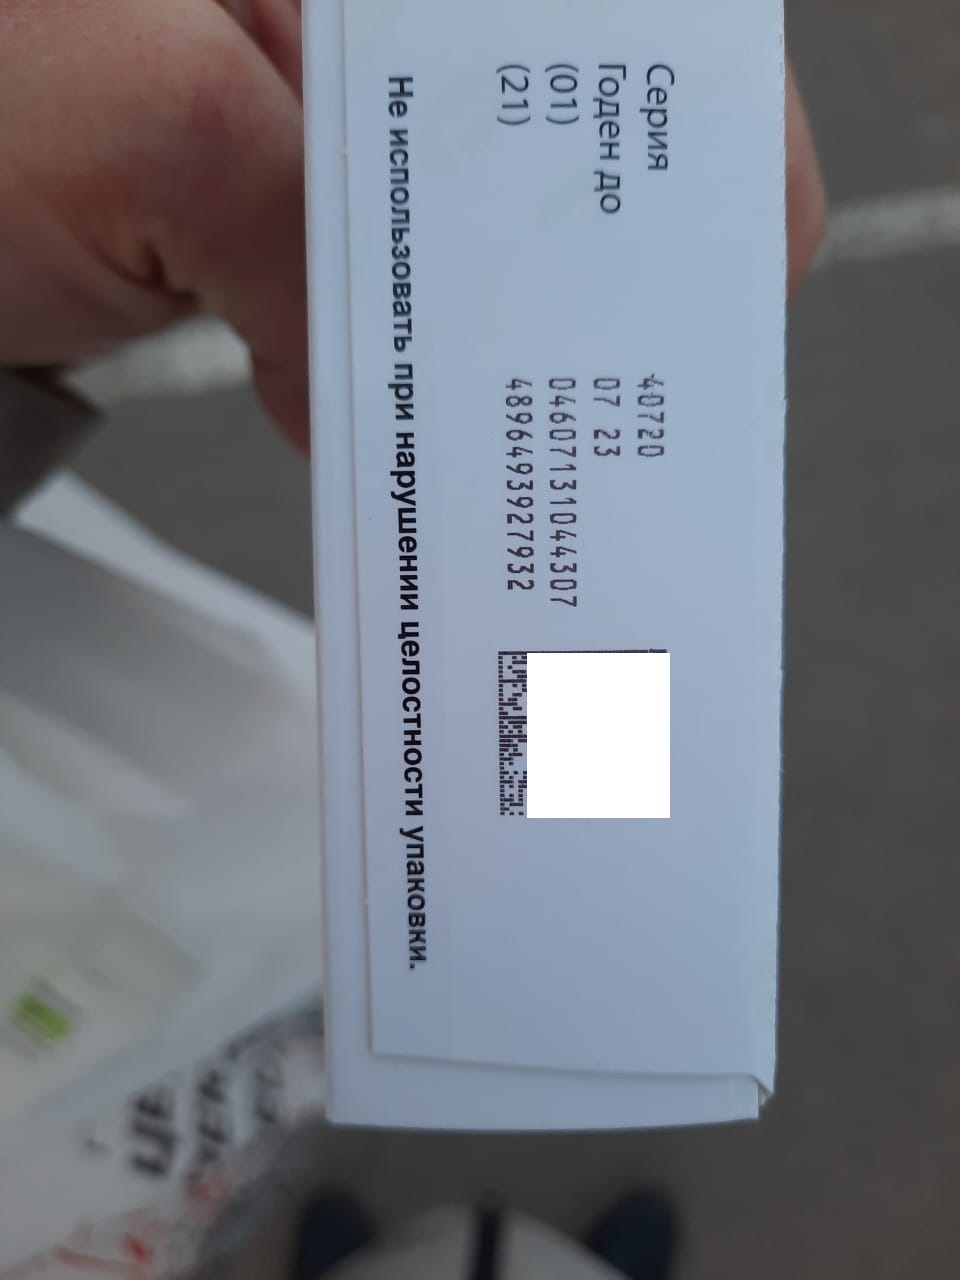 Серия 40720
Годен до 07 23
(01) 04607131044307
(21) 4896493927932
Не использовать при нарушении целостности упаковки.